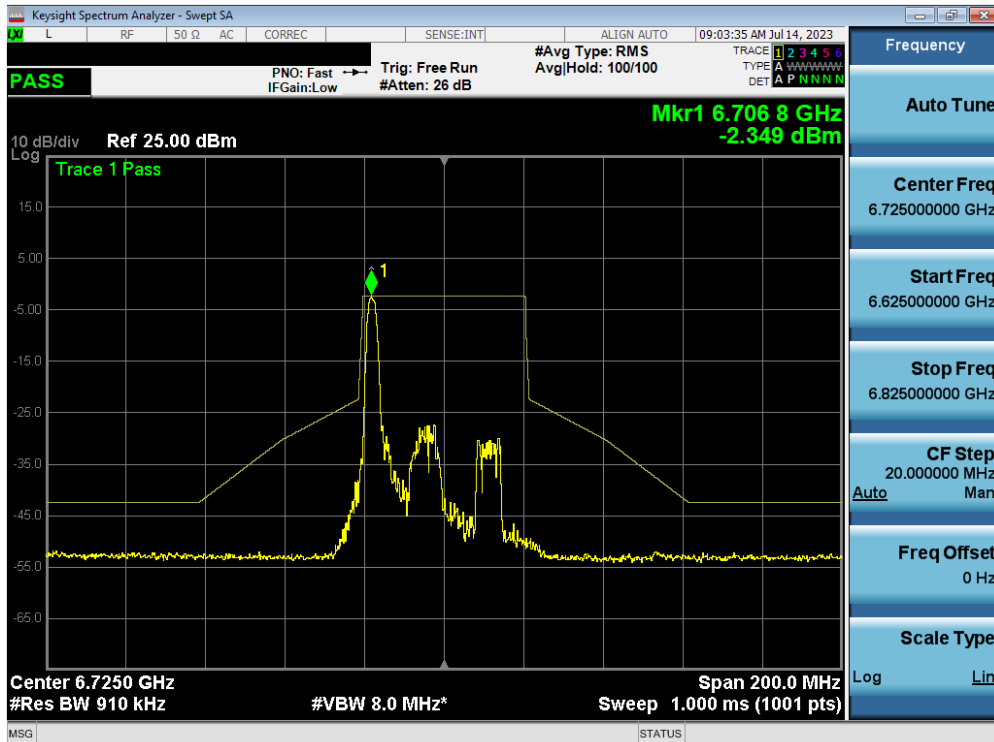 Keysight Spectrum Analyzer - Swept SA
LXI L RF 50 Ω AC CORREC SENSE:INT ALIGN AUTO 09:03:35 AM Jul 14, 2023
PASS
PNO: Fast
IFGain:Low
Trig: Free Run
#Atten: 26 dB
#Avg Type: RMS
Avg|Hold: 100/100
TRACE 1 2 3 4 5 6
TYPE A WWWWW
DET A P N N N N
Mkr1 6.706 8 GHz
-2.349 dBm
10 dB/div Ref 25.00 dBm
Log
Trace 1 Pass
15.0
5.00
-5.00
-15.0
-25.0
-35.0
-45.0
-55.0
-65.0
1
Center 6.7250 GHz
Span 200.0 MHz
#Res BW 910 kHz
#VBW 8.0 MHz*
Sweep 1.000 ms (1001 pts)
MSG
STATUS
Frequency
Auto Tune
Center Freq
6.725000000 GHz
Start Freq
6.625000000 GHz
Stop Freq
6.825000000 GHz
CF Step
20.000000 MHz
Auto Man
Freq Offset
0 Hz
Scale Type
Log Lin